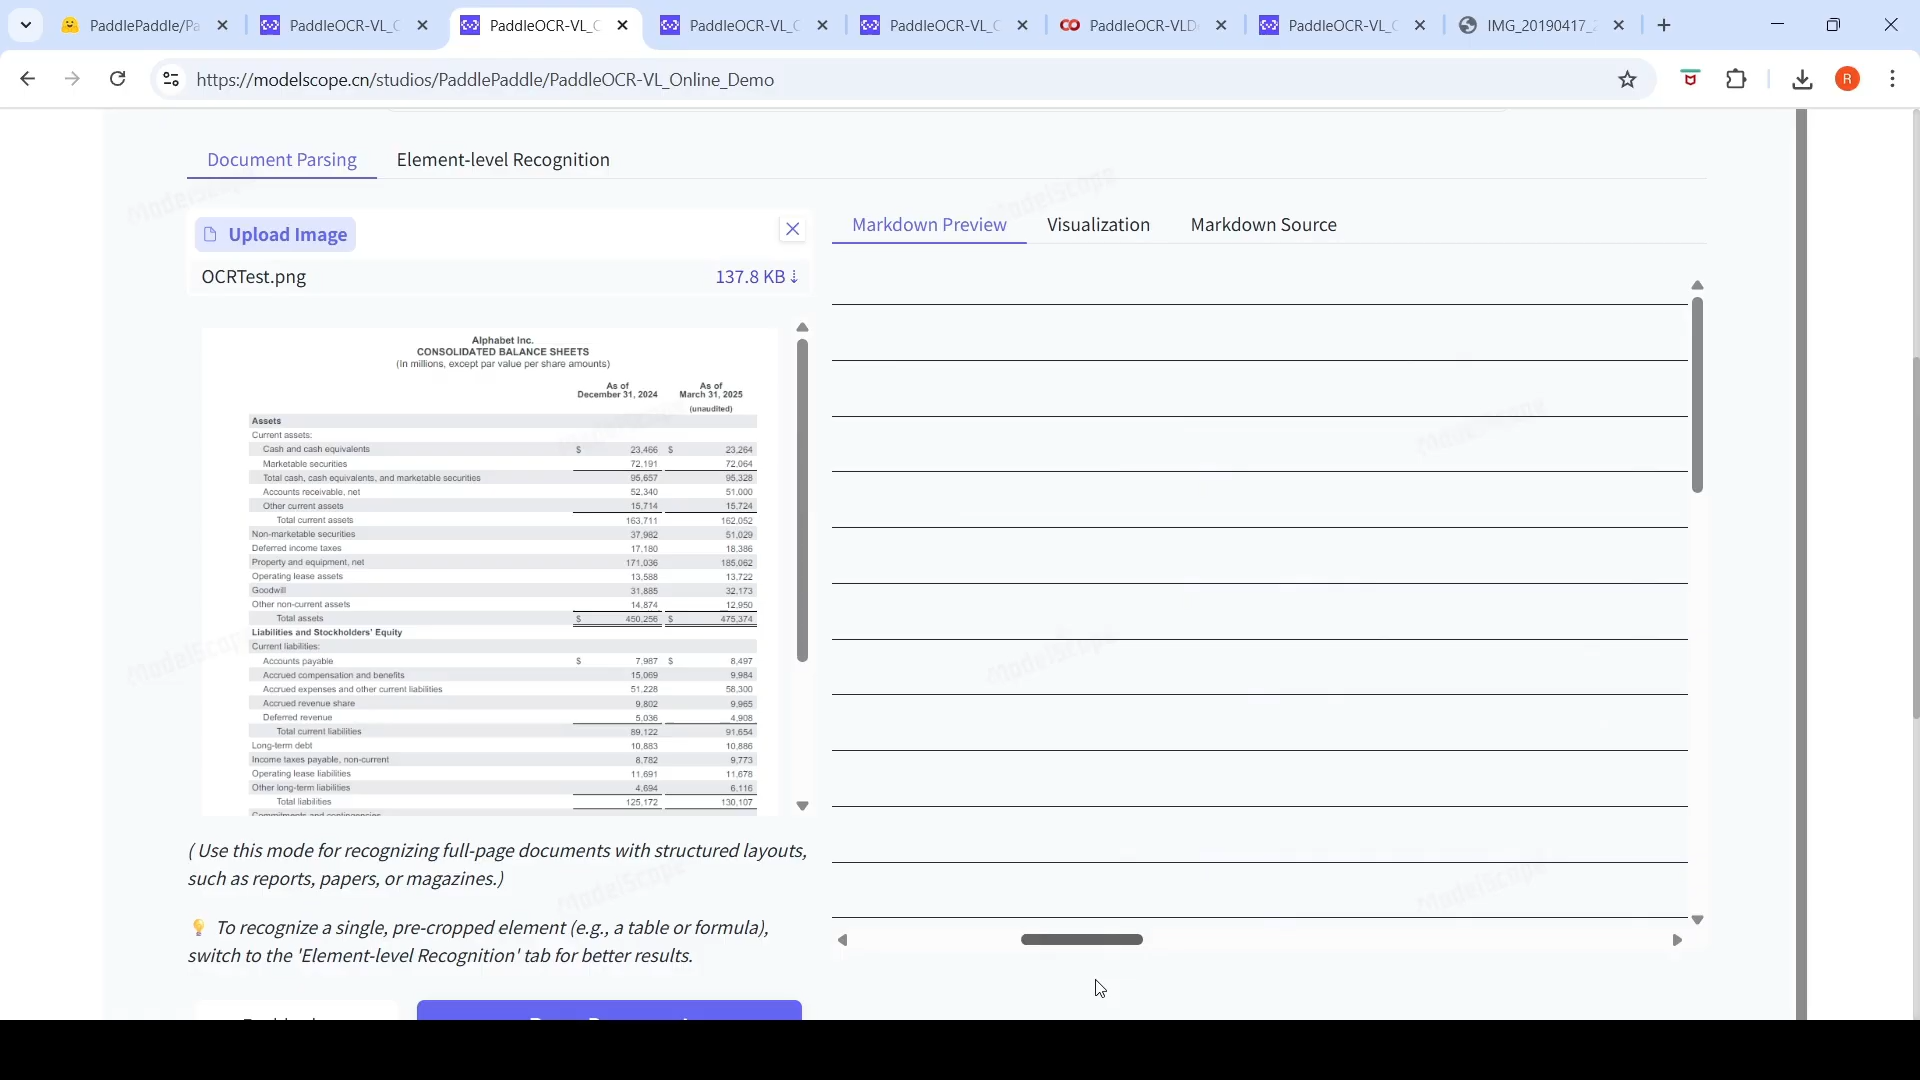 PaddlePaddle/Pa
PaddleOCR-VL_C
PaddleOCR-VL_C
PaddleOCR-VL_C
PaddleOCR-VL_C
PaddleOCR-VLD
PaddleOCR-VL_C
IMG_20190417_
https://modelscope.cn/studios/PaddlePaddle/PaddleOCR-VL_Online_Demo
R
Document Parsing
Element-level Recognition
Upload Image
OCRTest.png
137.8 KB ↓
Alphabet Inc.
CONSOLIDATED BALANCE SHEETS
(In millions, except par value per share amounts)
As of December 31, 2024 As of March 31, 2025
(unaudited)
Assets
Current assets:
Cash and cash equivalents $ 23,466 $ 23,264
Marketable securities 72,191 72,064
Total cash, cash equivalents, and marketable securities 95,657 95,328
Accounts receivable, net 52,340 51,000
Other current assets 15,714 15,724
Total current assets 163,711 162,052
Non-marketable securities 37,982 51,029
Deferred income taxes 17,180 18,386
Property and equipment, net 171,036 185,062
Operating lease assets 13,588 13,722
Goodwill 31,885 32,173
Other non-current assets 14,874 12,950
Total assets $ 450,256 $ 475,374
Liabilities and Stockholders' Equity
Current liabilities:
Accounts payable $ 7,987 $ 8,497
Accrued compensation and benefits 15,069 9,984
Accrued expenses and other current liabilities 51,228 58,300
Accrued revenue share 9,802 9,965
Deferred revenue 5,036 4,908
Total current liabilities 89,122 91,654
Long-term debt 10,883 10,886
Income taxes payable, non-current 8,782 9,773
Operating lease liabilities 11,691 11,678
Other long-term liabilities 4,694 6,116
Total liabilities 125,172 130,107
Commitments and contingencies
( Use this mode for recognizing full-page documents with structured layouts,
such as reports, papers, or magazines.)
💡 To recognize a single, pre-cropped element (e.g., a table or formula),
switch to the 'Element-level Recognition' tab for better results.
Markdown Preview
Visualization
Markdown Source
ModelScope
ModelScope
ModelScope
ModelScope
ModelScope
ModelScope
ModelScope
ModelScope